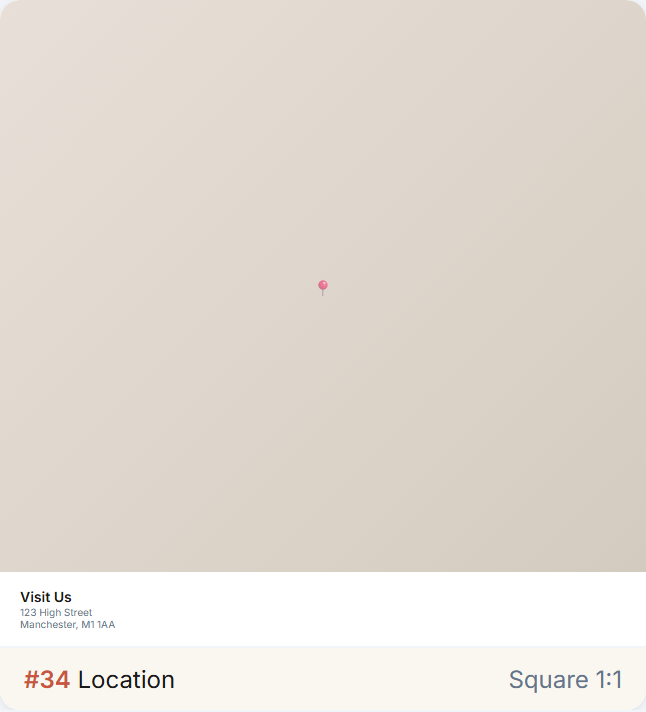 Visit Us
123 High Street
Manchester, M1 1AA
#34 Location
Square 1:1